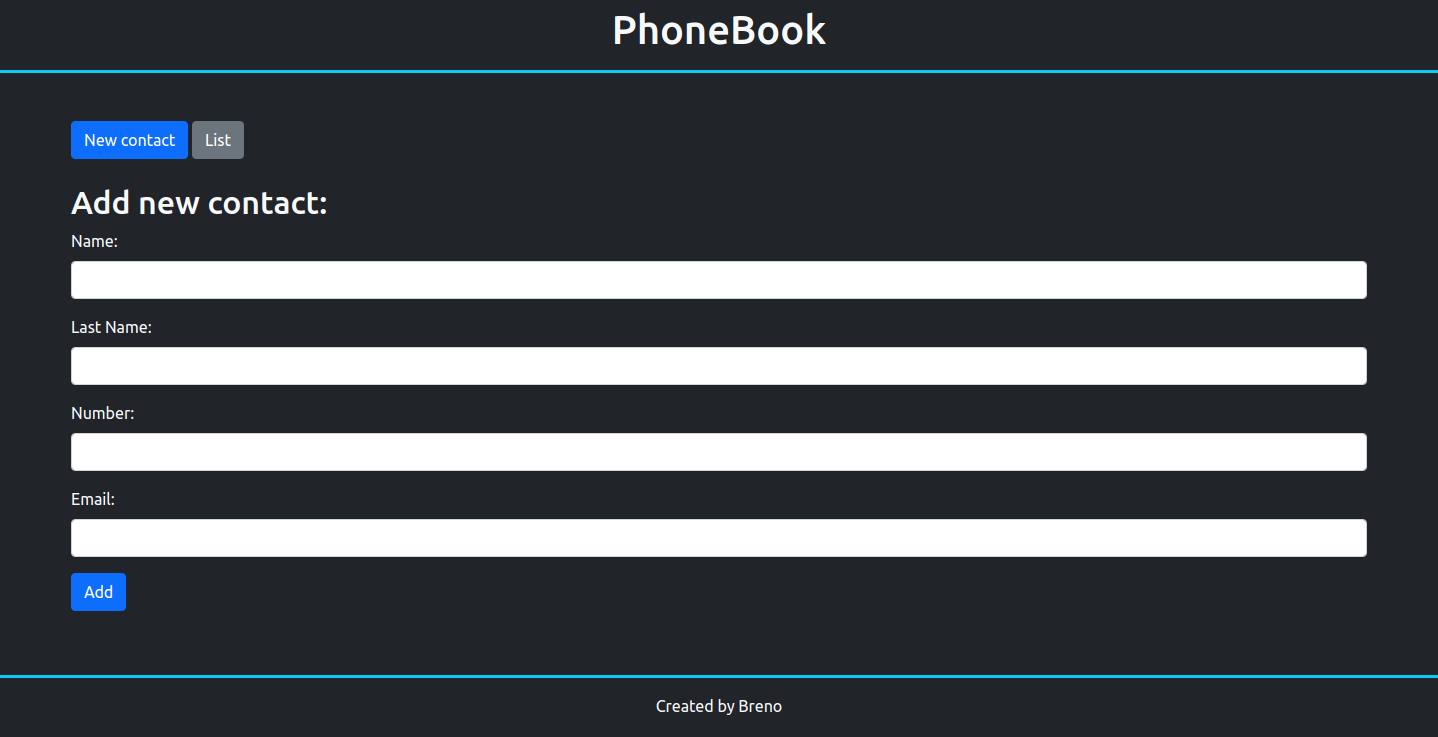 PhoneBook
New contact List
Add new contact:
Name:
Last Name:
Number:
Email:
Add
Created by Breno